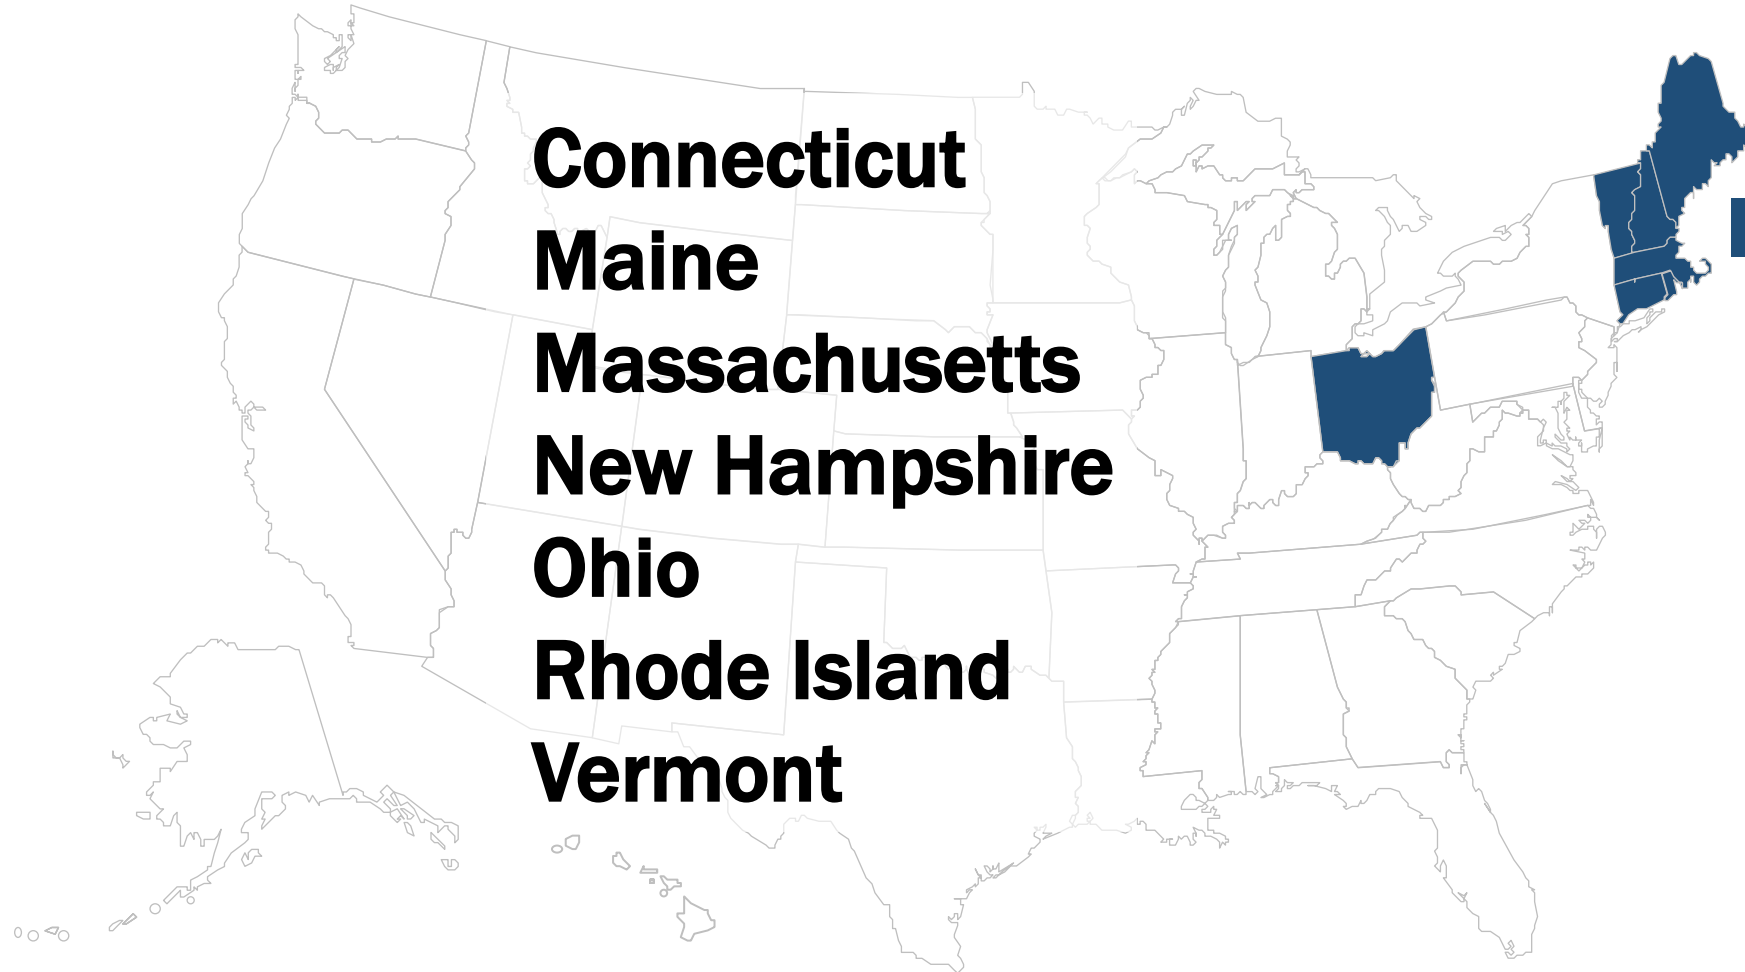 Connecticut
Maine
Massachusetts
New Hampshire
Ohio
Rhode Island
Vermont